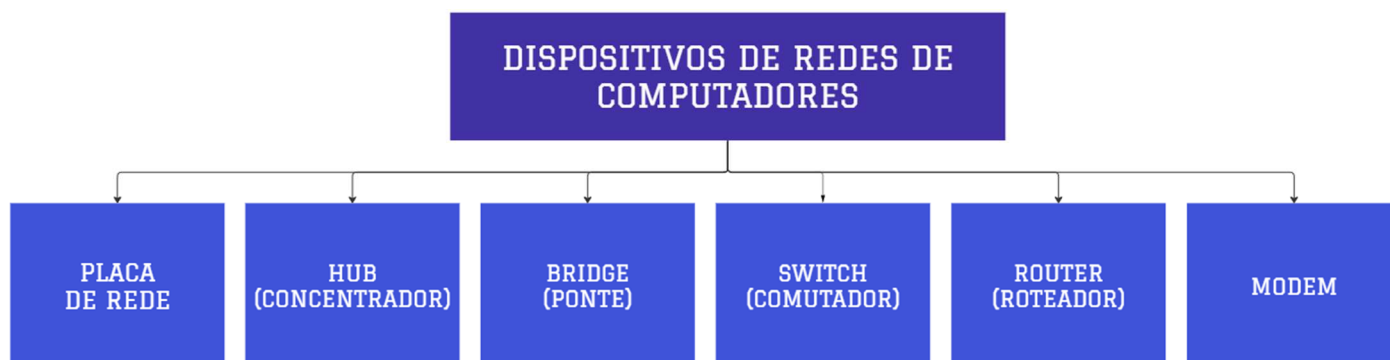 DISPOSITIVOS DE REDES DE
COMPUTADORES
PLACA
DE REDE
HUB
(CONCENTRADOR)
BRIDGE
(PONTE)
SWITCH
(COMUTADOR)
ROUTER
(ROTEADOR)
MODEM